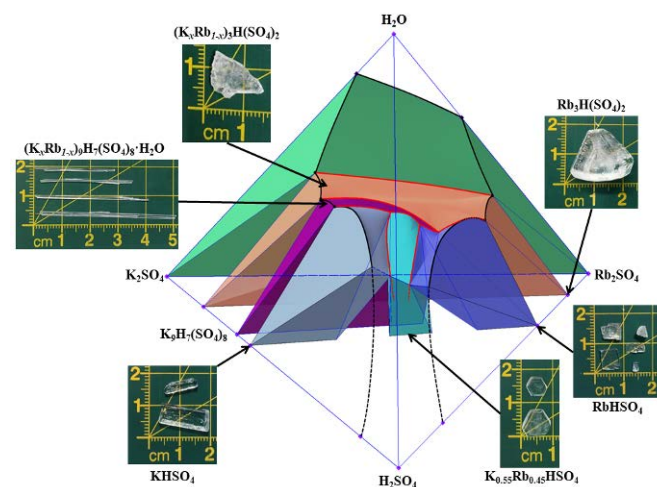 (KxRb1-x)3H(SO4)2
H2O
cm 1
1
Rb3H(SO4)2
(KxRb1-x)9H7(SO4)8·H2O
2
1
cm 1 2 3 4 5
2
1
cm 1 2
K2SO4
Rb2SO4
K9H7(SO4)8
2
1
cm 1 2
KHSO4
2
1
cm 1
RbHSO4
2
1
cm 1
K0.55Rb0.45HSO4
H2SO4